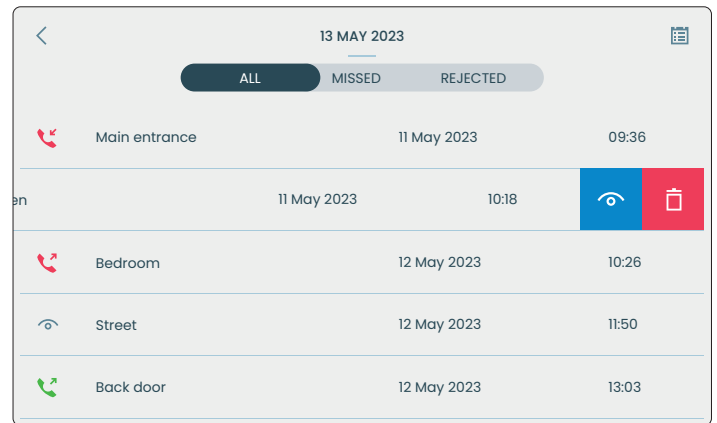 13 MAY 2023
ALL MISSED REJECTED
Main entrance 11 May 2023 09:36
en 11 May 2023 10:18
Bedroom 12 May 2023 10:26
Street 12 May 2023 11:50
Back door 12 May 2023 13:03